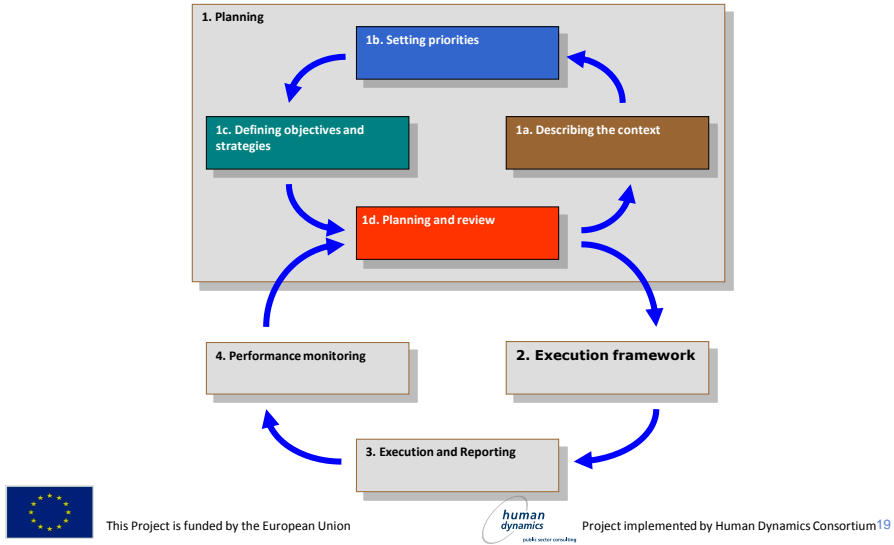 1. Planning
1b. Setting priorities
1c. Defining objectives and
strategies
1a. Describing the context
1d. Planning and review
4. Performance monitoring
2. Execution framework
3. Execution and Reporting
This Project is funded by the European Union
human
dynamics
public sector consulting
Project implemented by Human Dynamics Consortium
19